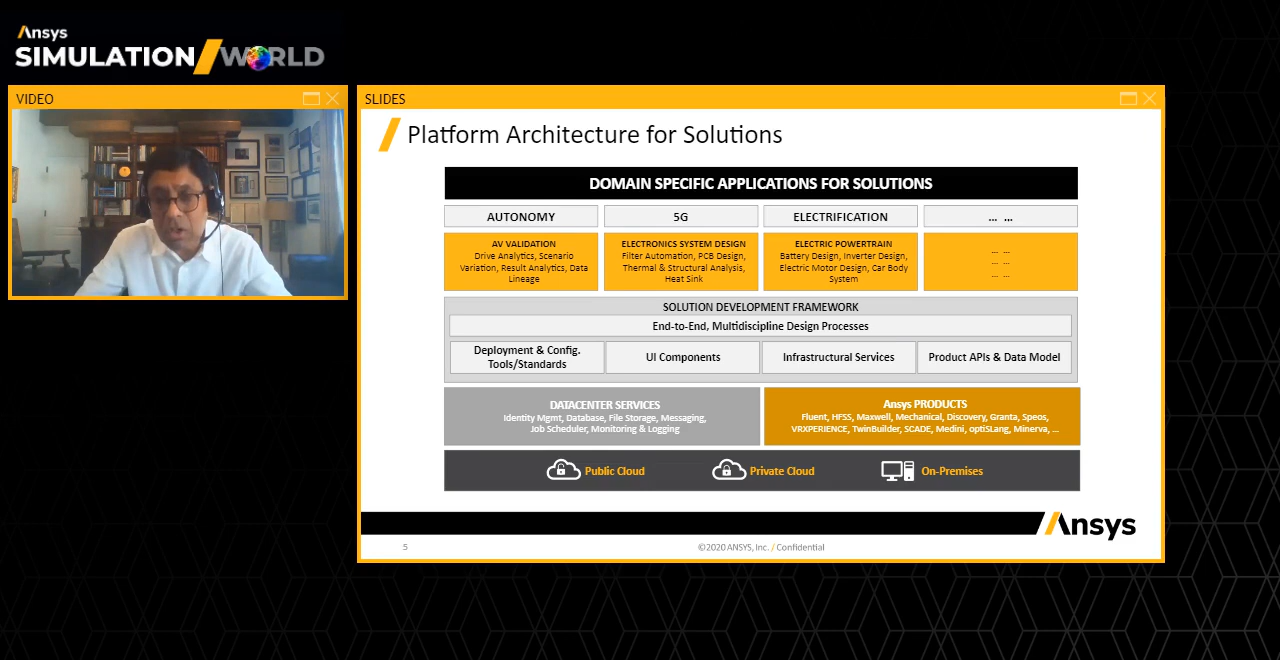 Ansys
SIMULATION WORLD
VIDEO
SLIDES
Platform Architecture for Solutions
DOMAIN SPECIFIC APPLICATIONS FOR SOLUTIONS
AUTONOMY
5G
ELECTRIFICATION
... ...
AV VALIDATION
Drive Analytics, Scenario
Variation, Result Analytics, Data
Lineage
ELECTRONICS SYSTEM DESIGN
Filter Automation, PCB Design,
Thermal & Structural Analysis,
Heat Sink
ELECTRIC POWERTRAIN
Battery Design, Inverter Design,
Electric Motor Design, Car Body
System
... ...
... ...
... ...
SOLUTION DEVELOPMENT FRAMEWORK
End-to-End, Multidiscipline Design Processes
Deployment & Config.
Tools/Standards
UI Components
Infrastructural Services
Product APIs & Data Model
DATACENTER SERVICES
Identity Mgmt, Database, File Storage, Messaging,
Job Scheduler, Monitoring & Logging
Ansys PRODUCTS
Fluent, HFSS, Maxwell, Mechanical, Discovery, Granta, Speos,
VRXPERIENCE, TwinBuilder, SCADE, Medini, optiSLang, Minerva, ...
Public Cloud
Private Cloud
On-Premises
Ansys
5
©2020 ANSYS, Inc. / Confidential